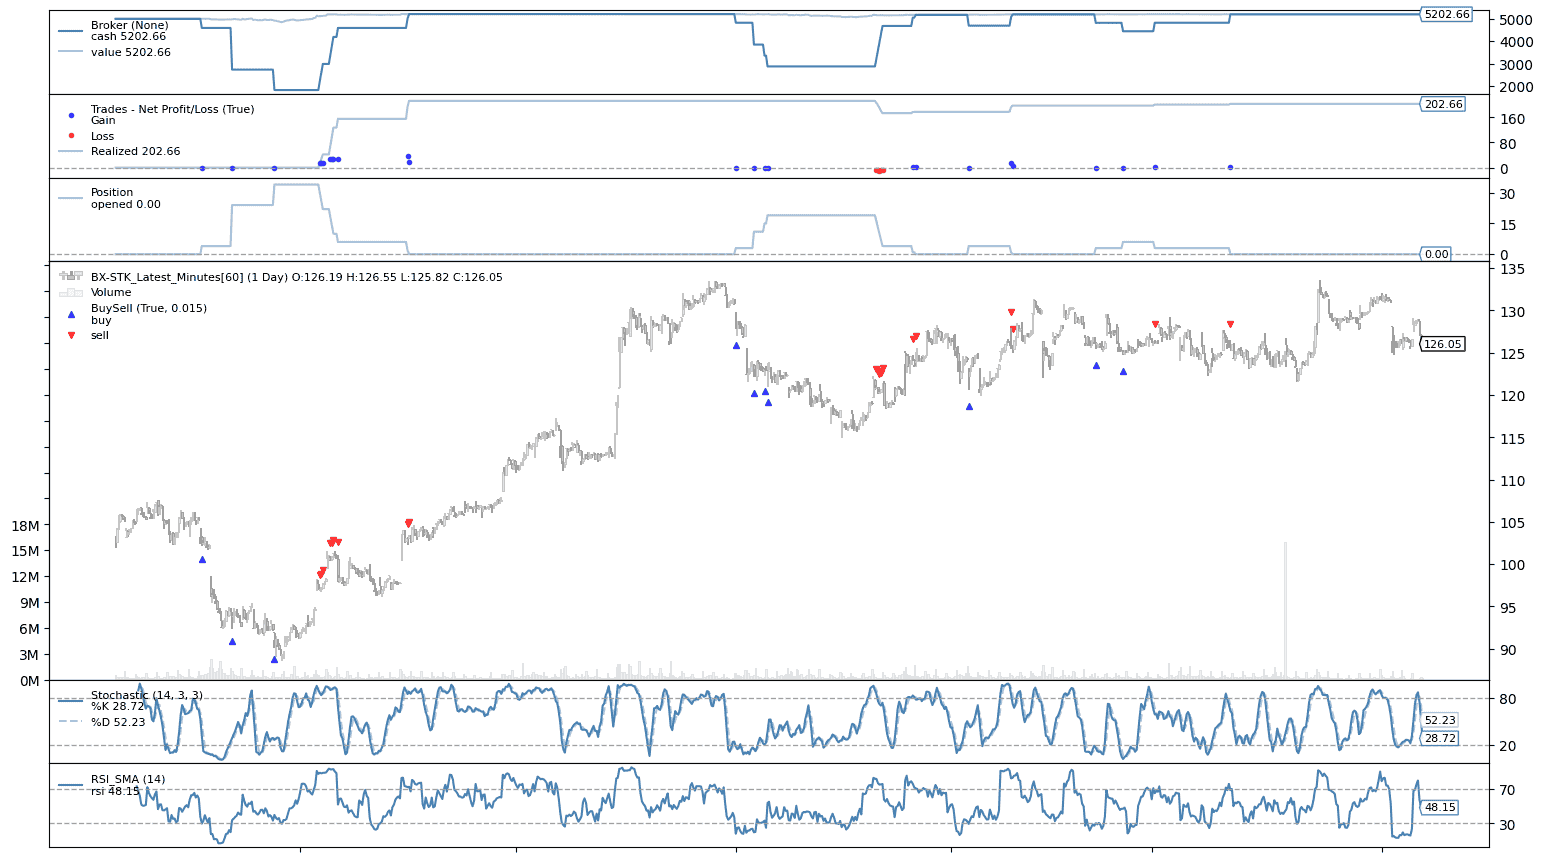 Broker (None)
cash 5202.66
value 5202.66
5202.66
5000
4000
3000
2000
Trades - Net Profit/Loss (True)
Gain
Loss
Realized 202.66
202.66
160
80
0
Position
opened 0.00
30
15
0.00
0
BX-STK_Latest_Minutes[60] (1 Day) O:126.19 H:126.55 L:125.82 C:126.05
Volume
BuySell (True, 0.015)
buy
sell
135
130
126.05
125
120
115
110
105
100
95
90
18M
15M
12M
9M
6M
3M
0M
Stochastic (14, 3, 3)
%K 28.72
%D 52.23
80
52.23
28.72
20
RSI_SMA (14)
rsi 48.15
70
48.15
30